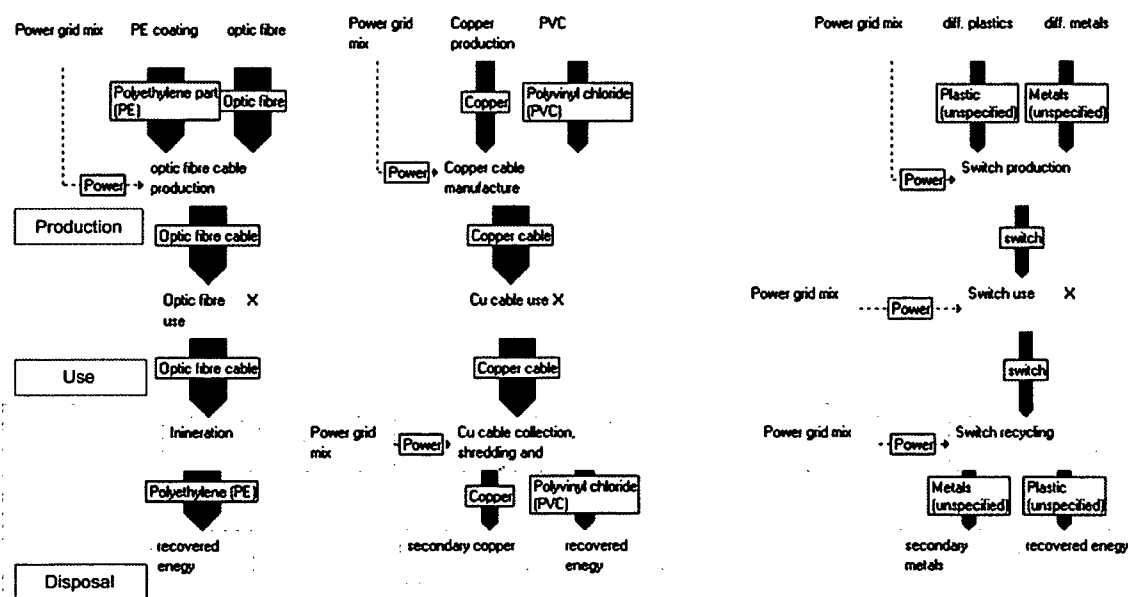 Power grid mix
PE coating
optic fibre
Polyethylene part
(PE)
Optic fibre
optic fibre cable
production
Power
Production
Optic fibre cable
Optic fibre
use
X
Use
Optic fibre cable
Inineration
Polyethylene (PE)
recovered
enegy
Disposal
Power grid
mix
Copper
production
PVC
Copper
Polyvinyl chloride
(PVC)
Power
Copper cable
manufacture
Copper cable
Cu cable use X
Copper cable
Power grid
mix
Power
Cu cable collection,
shredding and
Copper
Polyvinyl chloride
(PVC)
secondary copper
recovered
enegy
Power grid mix
diff. plastics
diff. metals
Plastic
(unspecified)
Metals
(unspecified)
Power
Switch production
switch
Power grid mix
Power
Switch use
X
switch
Power grid mix
Power
Switch recycling
Metals
(unspecified)
Plastic
(unspecified)
secondary
metals
recovered enegy